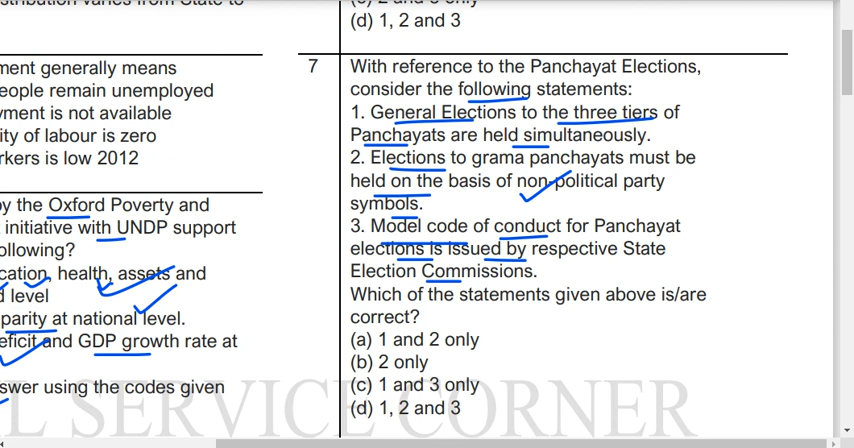 (d) 1, 2 and 3
ment generally means
eople remain unemployed
yment is not available
ity of labour is zero
rkers is low 2012
y the Oxford Poverty and
initiative with UNDP support
ollowing?
cation, health, assets and
d level
parity at national level.
eficit and GDP growth rate at
swer using the codes given
7 With reference to the Panchayat Elections,
consider the following statements:
1. General Elections to the three tiers of
Panchayats are held simultaneously.
2. Elections to grama panchayats must be
held on the basis of non-political party
symbols.
3. Model code of conduct for Panchayat
elections is issued by respective State
Election Commissions.
Which of the statements given above is/are
correct?
(a) 1 and 2 only
(b) 2 only
(c) 1 and 3 only
(d) 1, 2 and 3
L SERVICE CORNER